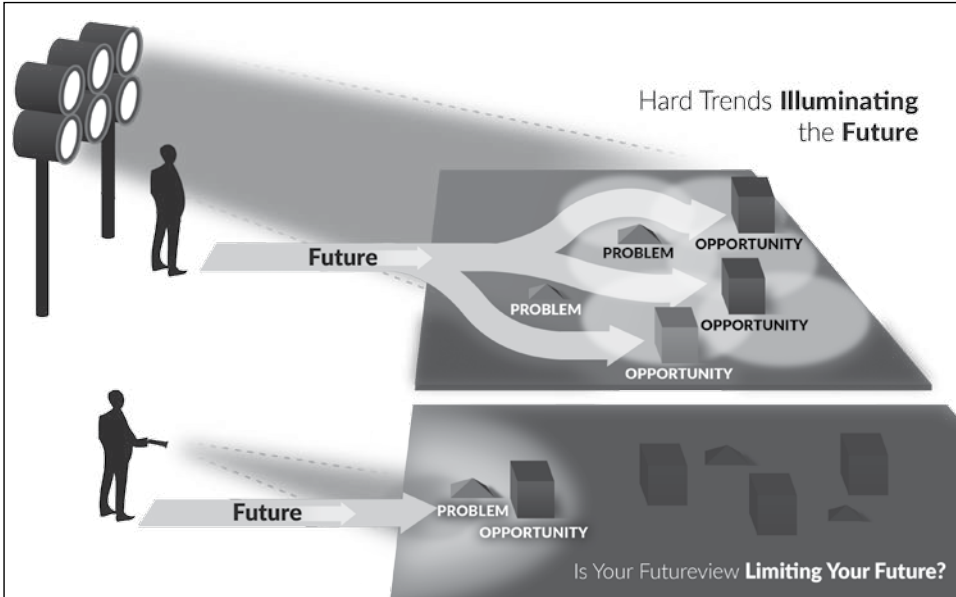 Hard Trends Illuminating
the Future
OPPORTUNITY
PROBLEM
Future
PROBLEM
OPPORTUNITY
OPPORTUNITY
Future
PROBLEM
OPPORTUNITY
Is Your Futureview Limiting Your Future?